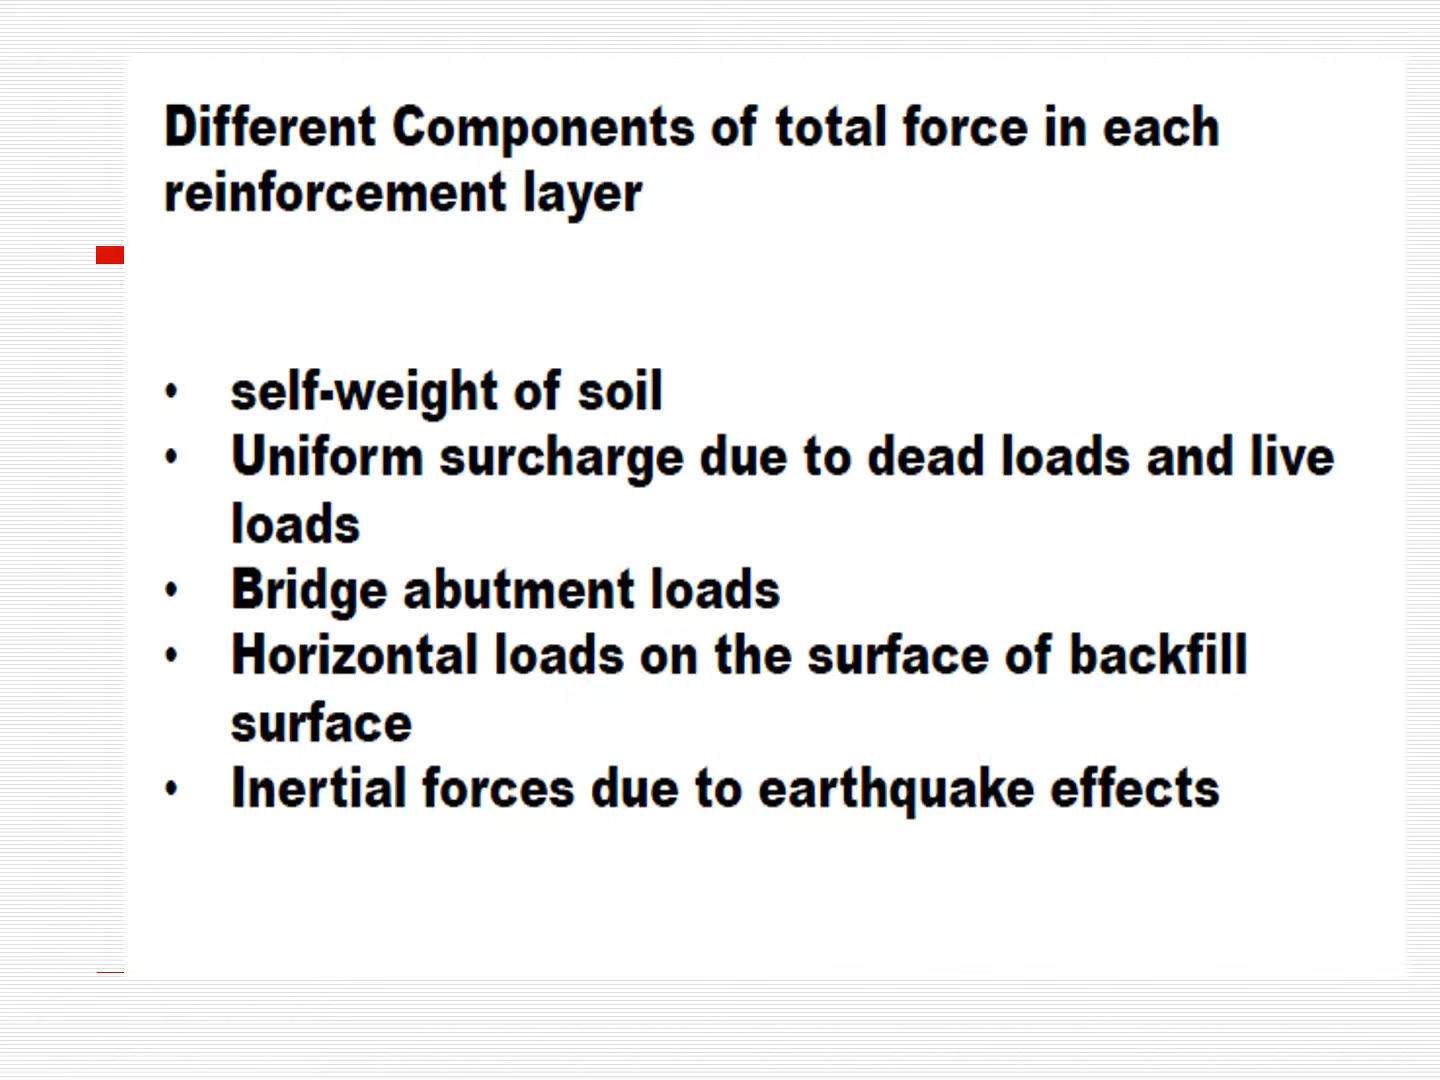 Different Components of total force in each
reinforcement layer
• self-weight of soil
• Uniform surcharge due to dead loads and live
loads
• Bridge abutment loads
• Horizontal loads on the surface of backfill
surface
• Inertial forces due to earthquake effects